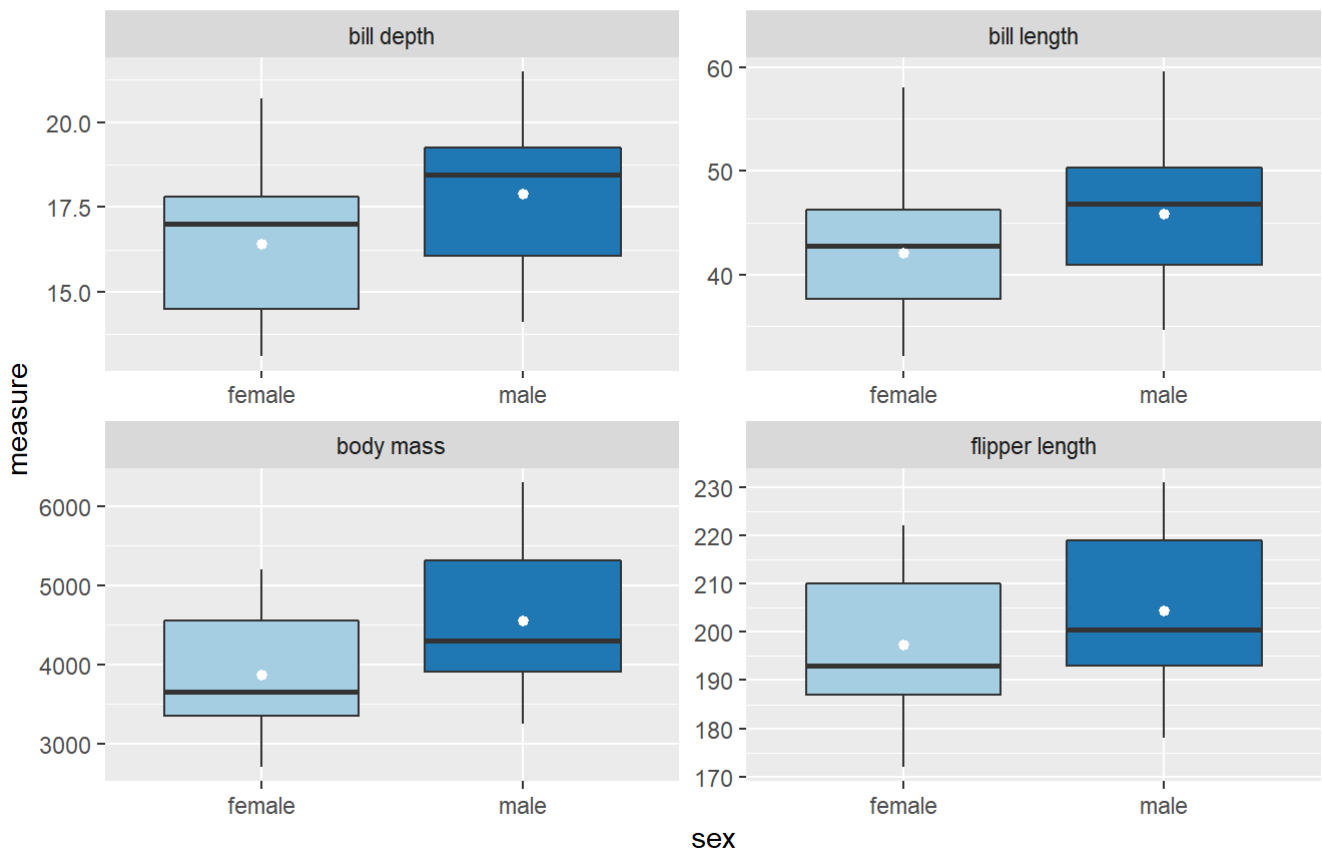 bill depth
bill length
20.0
17.5
15.0
60
50
40
female
male
female
male
measure
body mass
flipper length
6000
5000
4000
3000
230
220
210
200
190
180
170
female
male
female
male
sex